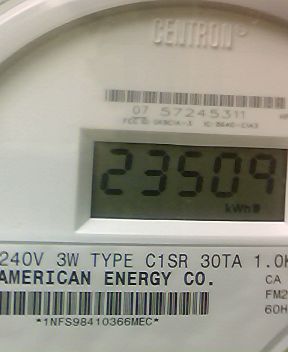 CENTRON®
07 57245311
23509
kWh
240V 3W TYPE C1SR 30TA 1.0K
AMERICAN ENERGY CO. CA
FM2
60H
*1NFS98410366MEC*